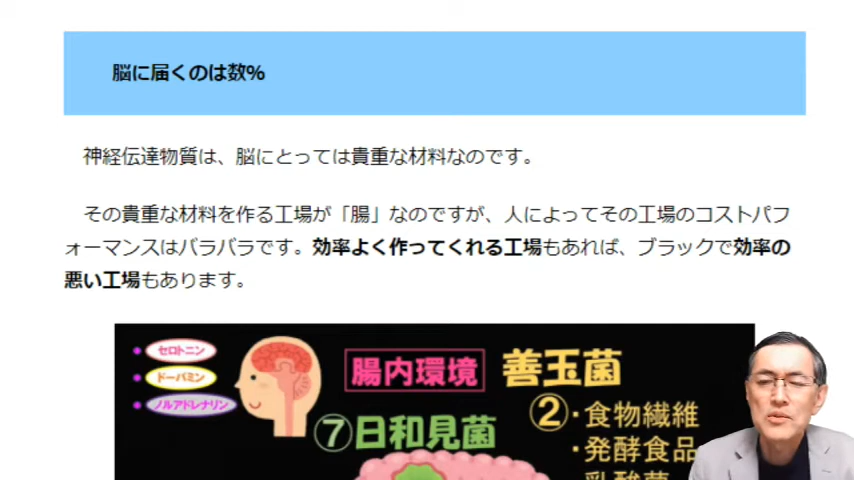 脳に届くのは数%
神経伝達物質は、脳にとっては貴重な材料なのです。
その貴重な材料を作る工場が「腸」なのですが、人によってその工場のコストパフ
ォーマンスはバラバラです。効率よく作ってくれる工場もあれば、ブラックで効率の
悪い工場もあります。
セロトニン
ドーパミン
ノルアドレナリン
腸内環境
善玉菌
⑦日和見菌
②・食物繊維
・発酵食品
・乳酸菌